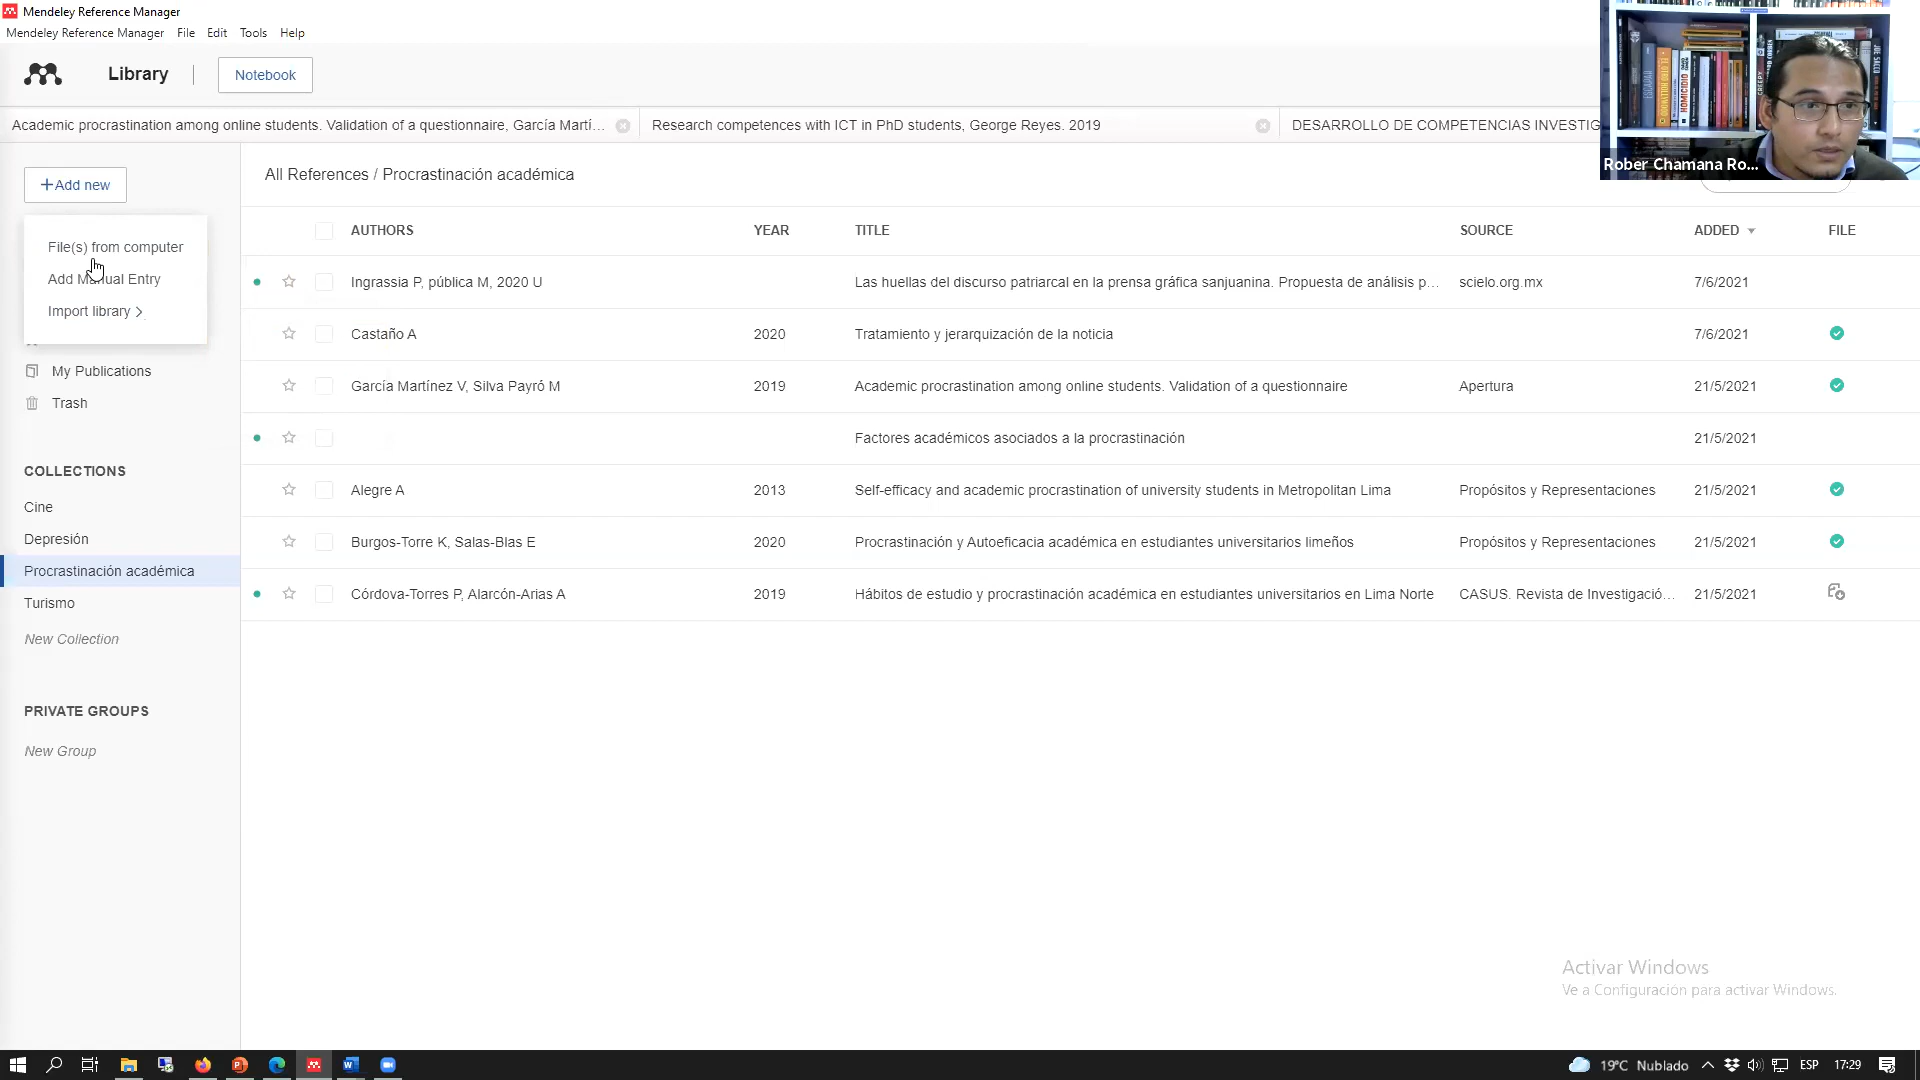 Mendeley Reference Manager
Mendeley Reference Manager File Edit Tools Help
Library
Notebook
Academic procrastination among online students. Validation of a questionnaire, García Martí...
Research competences with ICT in PhD students, George Reyes. 2019
DESARROLLO DE COMPETENCIAS INVESTIG
Rober Chamana Ro...
+Add new
File(s) from computer
Add Manual Entry
Import library
My Publications
Trash
COLLECTIONS
Cine
Depresión
Procrastinación académica
Turismo
New Collection
PRIVATE GROUPS
New Group
All References / Procrastinación académica
AUTHORS YEAR TITLE SOURCE ADDED FILE
Ingrassia P, pública M, 2020 U Las huellas del discurso patriarcal en la prensa gráfica sanjuanina. Propuesta de análisis p... scielo.org.mx 7/6/2021
Castaño A 2020 Tratamiento y jerarquización de la noticia 7/6/2021
García Martínez V, Silva Payró M 2019 Academic procrastination among online students. Validation of a questionnaire Apertura 21/5/2021
Factores académicos asociados a la procrastinación 21/5/2021
Alegre A 2013 Self-efficacy and academic procrastination of university students in Metropolitan Lima Propósitos y Representaciones 21/5/2021
Burgos-Torre K, Salas-Blas E 2020 Procrastinación y Autoeficacia académica en estudiantes universitarios limeños Propósitos y Representaciones 21/5/2021
Córdova-Torres P, Alarcón-Arias A 2019 Hábitos de estudio y procrastinación académica en estudiantes universitarios en Lima Norte CASUS. Revista de Investigació... 21/5/2021
Activar Windows
Ve a Configuración para activar Windows.
19°C Nublado ESP 17:29